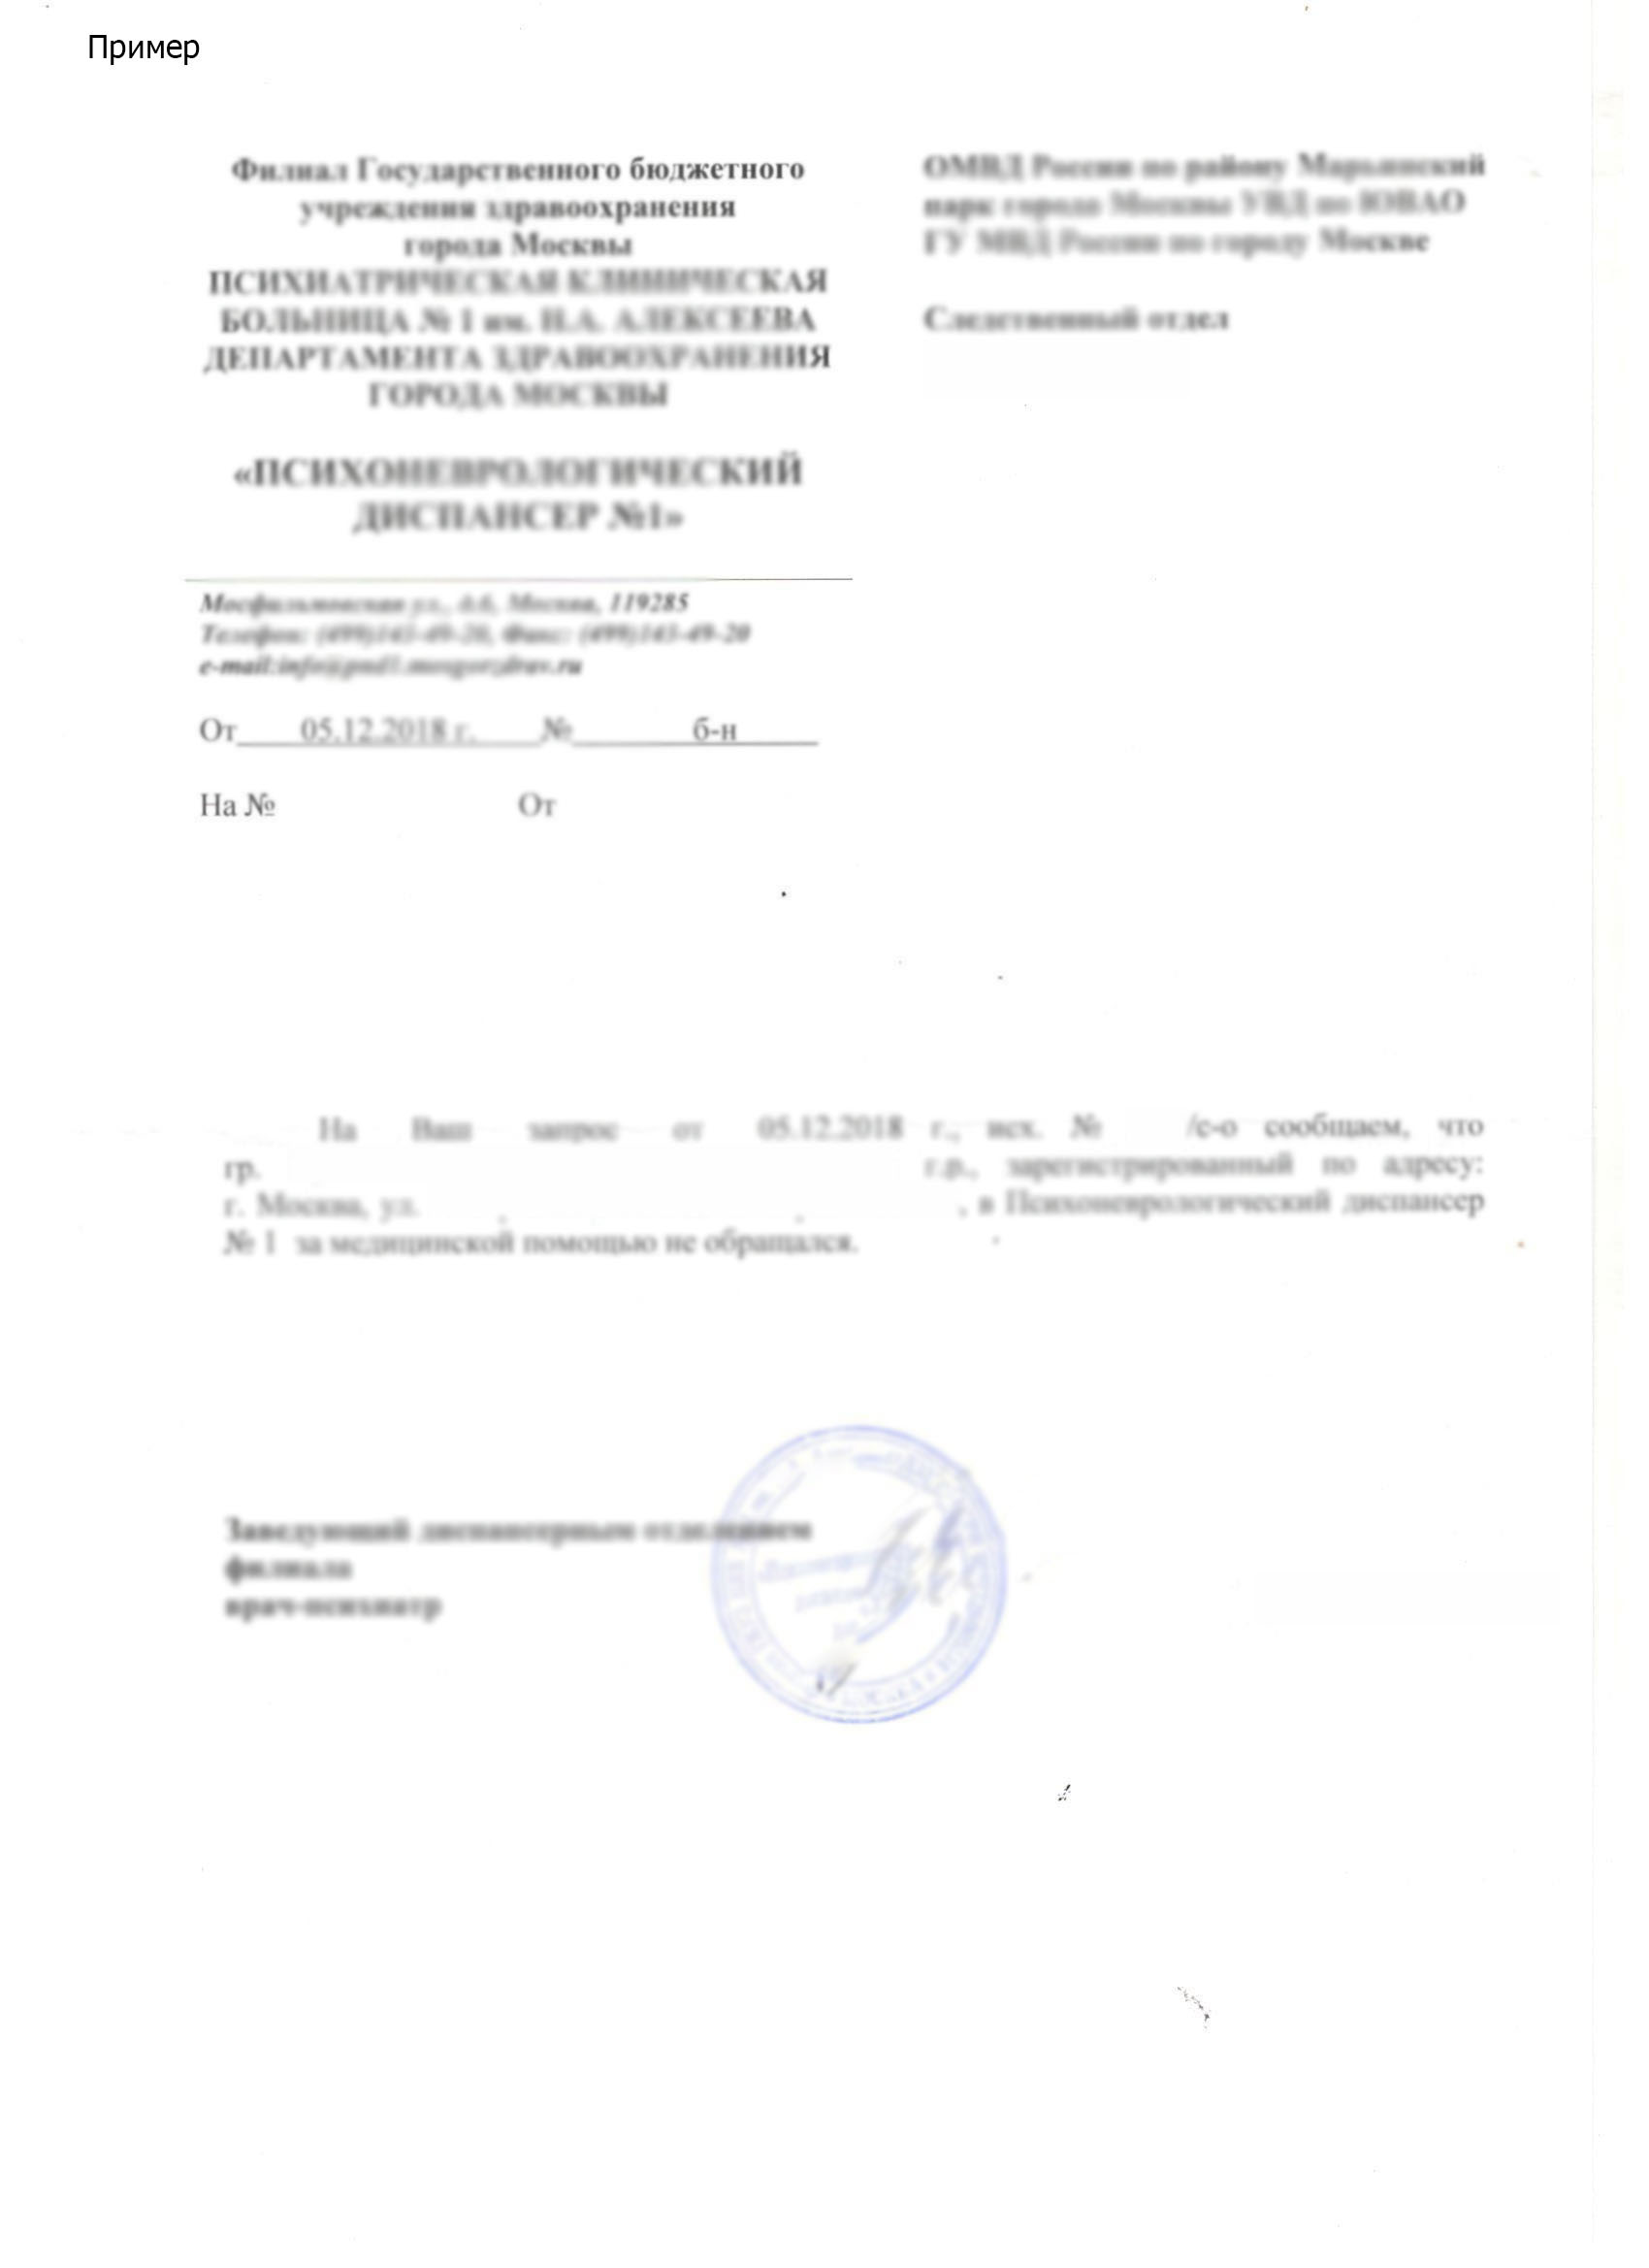 Пример
Филиал Государственного бюджетного
учреждения здравоохранения
города Москвы
ПСИХИАТРИЧЕСКАЯ КЛИНИЧЕСКАЯ
БОЛЬНИЦА № 1 им. Н.А. АЛЕКСЕЕВА
ДЕПАРТАМЕНТА ЗДРАВООХРАНЕНИЯ
ГОРОДА МОСКВЫ
«ПСИХОНЕВРОЛОГИЧЕСКИЙ
ДИСПАНСЕР №1»
Мосфильмовская ул., д.6, Москва, 119285
Телефон: (499)143-49-20, Факс: (499)143-49-20
e-mail:info@pnd1.mosgorzdrav.ru
От 05.12.2018 г. № б-н
На № От
ОМВД России по району Марьинский
парк города Москвы УВД по ЮВАО
ГУ МВД России по городу Москве
Следственный отдел
На Ваш запрос от 05.12.2018 г., исх. № /с-о сообщаем, что
гр. г.р., зарегистрированный по адресу:
г. Москва, ул. , , , в Психоневрологический диспансер
№ 1 за медицинской помощью не обращался.
Заведующий диспансерным отделением
филиала
врач-психиатр